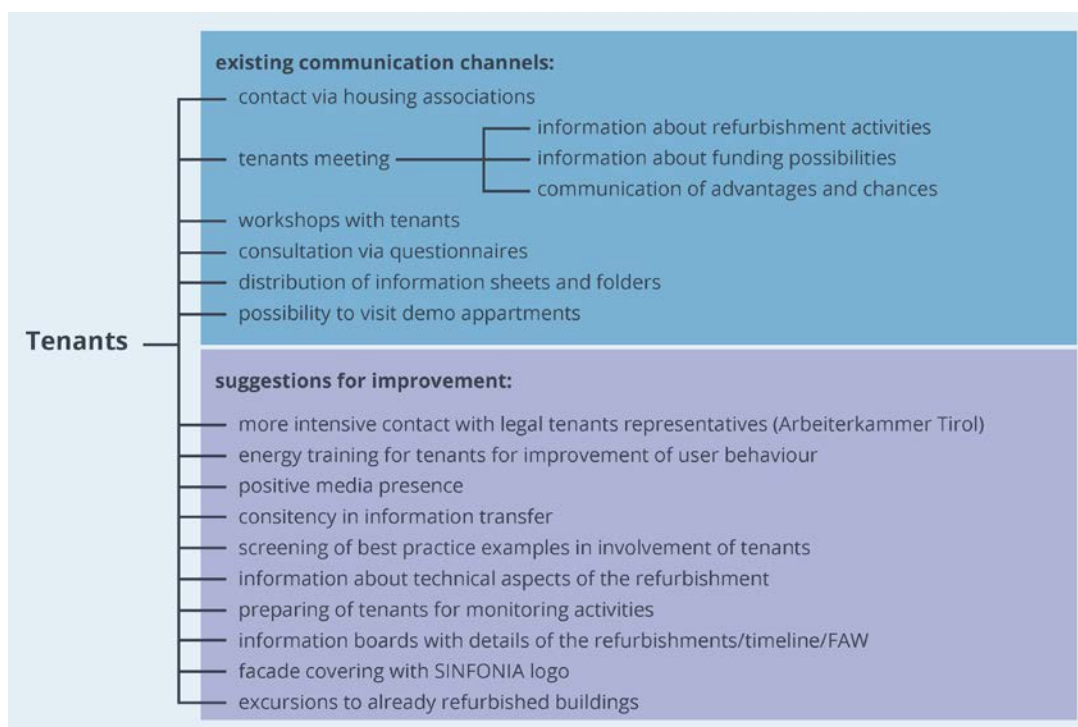 existing communication channels:
contact via housing associations
tenants meeting
information about refurbishment activities
information about funding possibilities
communication of advantages and chances
workshops with tenants
consultation via questionnaires
distribution of information sheets and folders
possibility to visit demo appartments
Tenants
suggestions for improvement:
more intensive contact with legal tenants representatives (Arbeiterkammer Tirol)
energy training for tenants for improvement of user behaviour
positive media presence
consitency in information transfer
screening of best practice examples in involvement of tenants
information about technical aspects of the refurbishment
preparing of tenants for monitoring activities
information boards with details of the refurbishments/timeline/FAW
facade covering with SINFONIA logo
excursions to already refurbished buildings